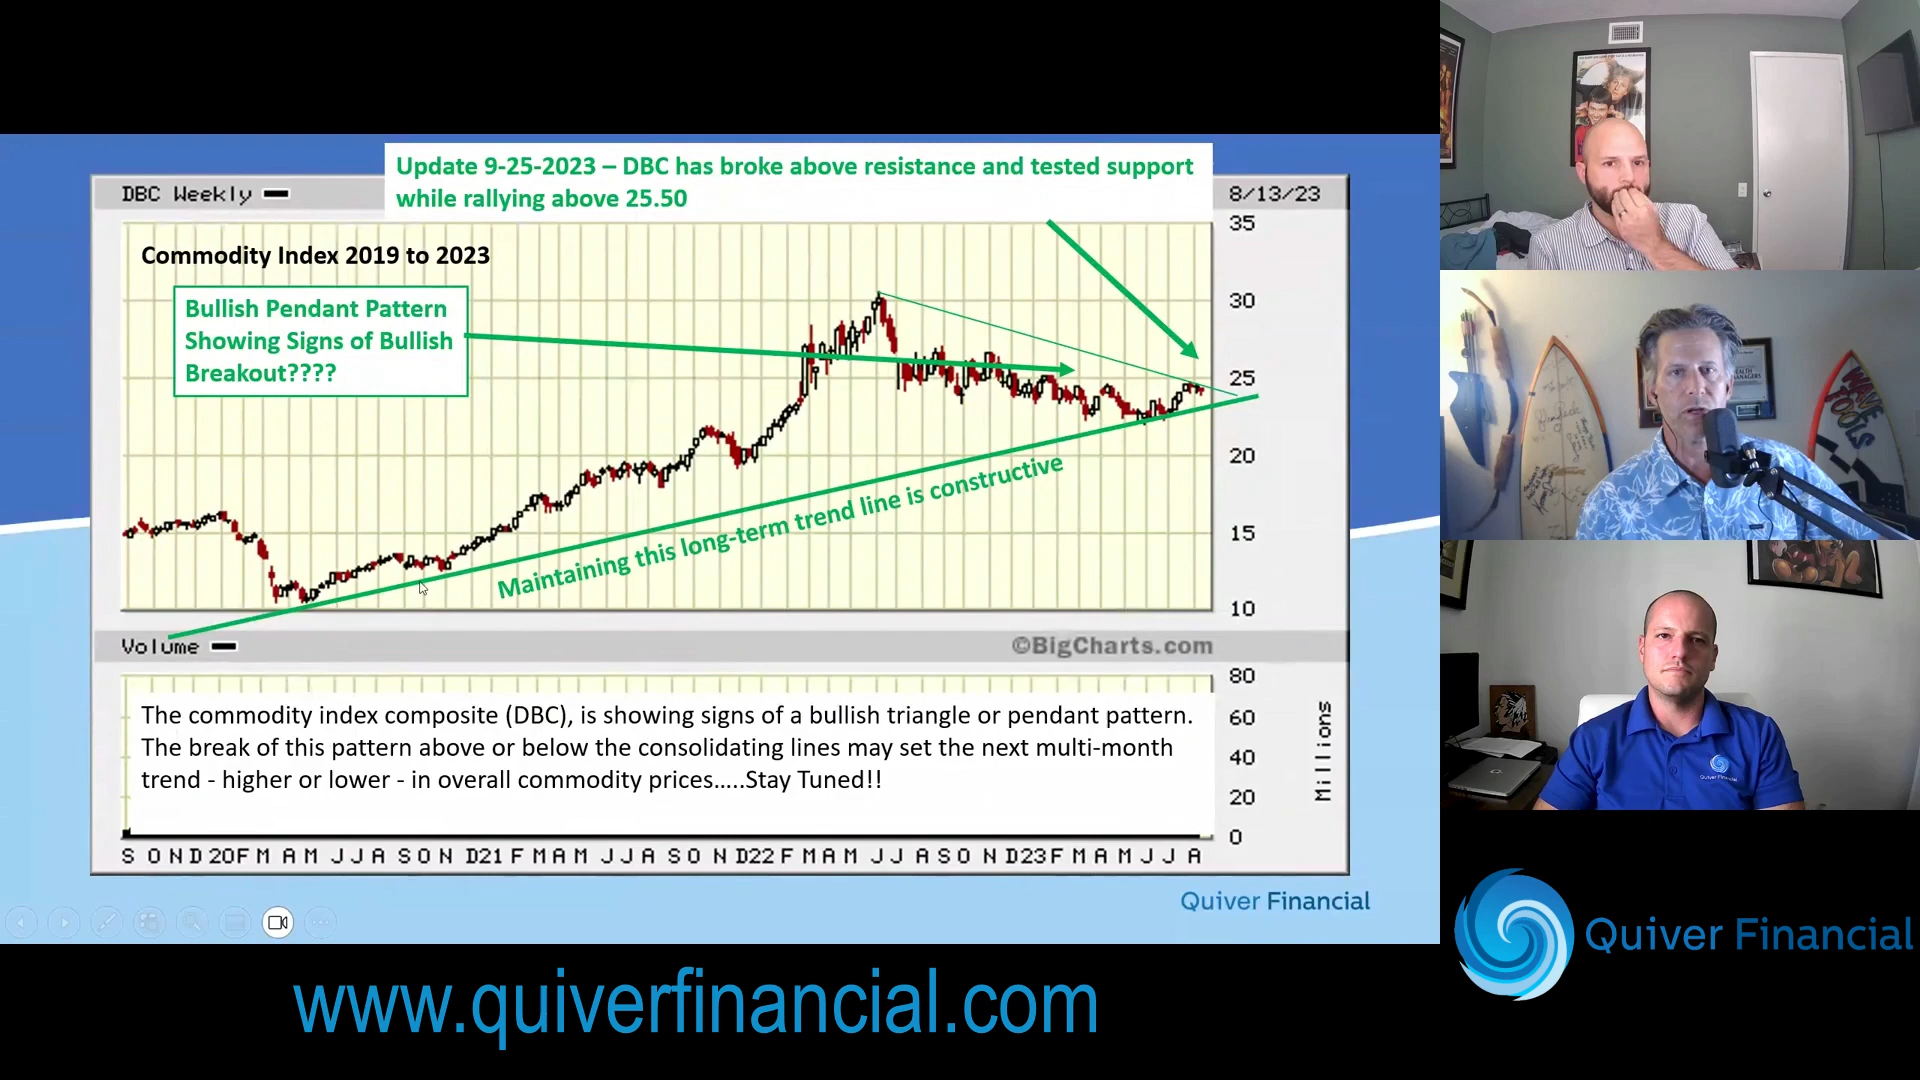 Update 9-25-2023 – DBC has broke above resistance and tested support
while rallying above 25.50
DBC Weekly
8/13/23
Commodity Index 2019 to 2023
Bullish Pendant Pattern
Showing Signs of Bullish
Breakout????
35
30
25
20
15
10
Maintaining this long-term trend line is constructive
Volume
©BigCharts.com
80
60
40
20
0
Millions
The commodity index composite (DBC), is showing signs of a bullish triangle or pendant pattern.
The break of this pattern above or below the consolidating lines may set the next multi-month
trend - higher or lower - in overall commodity prices.....Stay Tuned!!
S O N D 20 F M A M J J A S O N D 21 F M A M J J A S O N D 22 F M A M J J A S O N D 23 F M A M J J A
Quiver Financial
www.quiverfinancial.com
WAVE
TOOLS
Quiver Financial
Quiver Financial